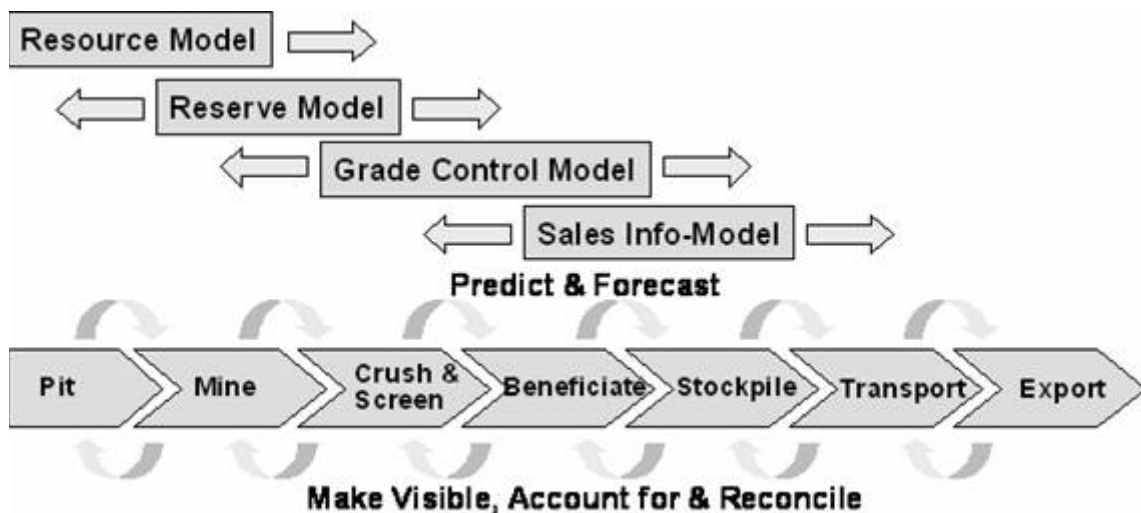 Resource Model
Reserve Model
Grade Control Model
Sales Info-Model
Predict & Forecast
Pit
Mine
Crush &
Screen
Beneficiate
Stockpile
Transport
Export
Make Visible, Account for & Reconcile